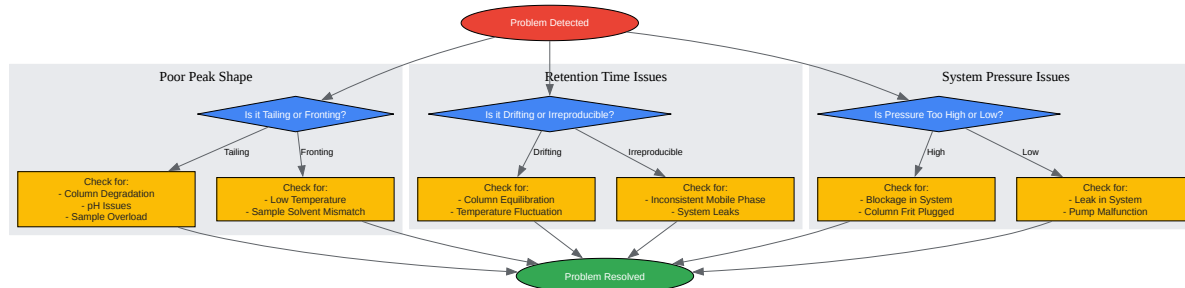 Problem Detected
Poor Peak Shape
Retention Time Issues
System Pressure Issues
Is it Tailing or Fronting?
Is it Drifting or Irreproducible?
Is Pressure Too High or Low?
Tailing
Fronting
Drifting
Irreproducible
High
Low
Check for:
- Column Degradation
- pH Issues
- Sample Overload
Check for:
- Low Temperature
- Sample Solvent Mismatch
Check for:
- Column Equilibration
- Temperature Fluctuation
Check for:
- Inconsistent Mobile Phase
- System Leaks
Check for:
- Blockage in System
- Column Frit Plugged
Check for:
- Leak in System
- Pump Malfunction
Problem Resolved